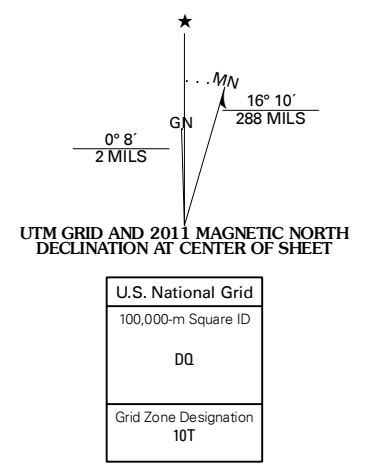 ★
MN
GN
16° 10´
288 MILS
0° 8´
2 MILS
UTM GRID AND 2011 MAGNETIC NORTH
DECLINATION AT CENTER OF SHEET
U.S. National Grid
100,000-m Square ID
DQ
Grid Zone Designation
10T